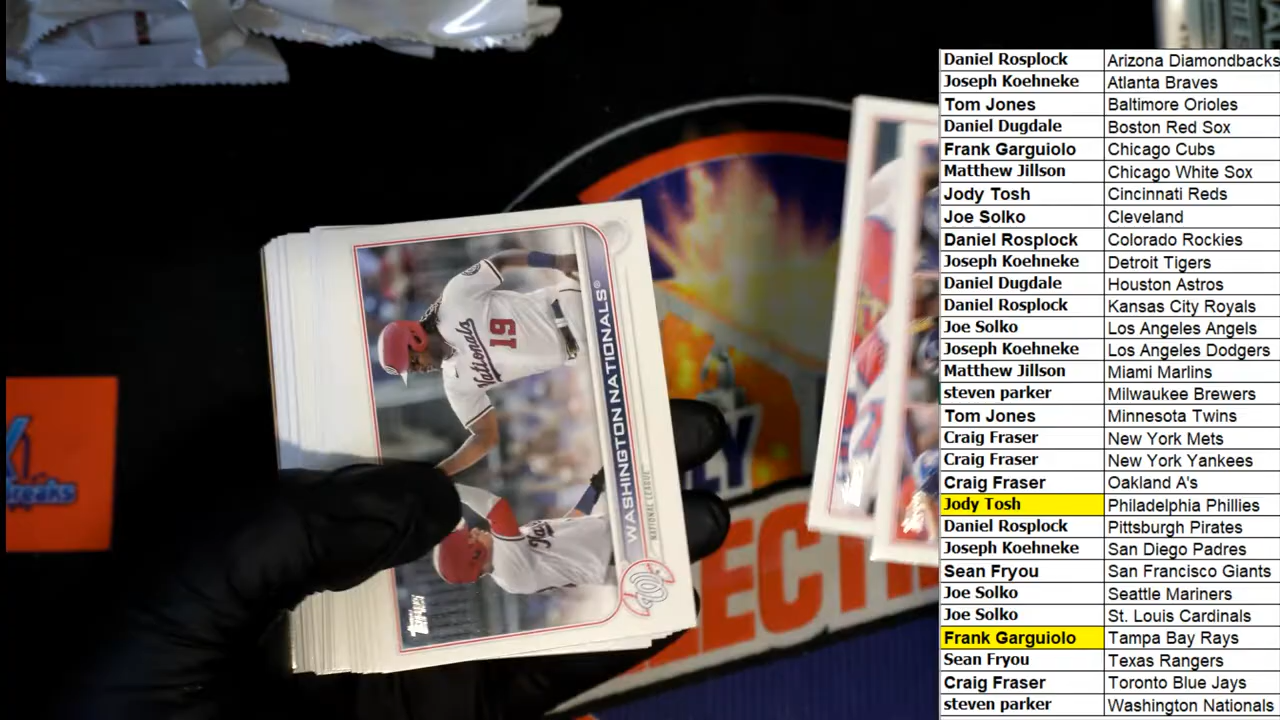 Daniel Rosplock Arizona Diamondbacks
Joseph Koehneke Atlanta Braves
Tom Jones Baltimore Orioles
Daniel Dugdale Boston Red Sox
Frank Garguiolo Chicago Cubs
Matthew Jillson Chicago White Sox
Jody Tosh Cincinnati Reds
Joe Solko Cleveland
Daniel Rosplock Colorado Rockies
Joseph Koehneke Detroit Tigers
Daniel Dugdale Houston Astros
Daniel Rosplock Kansas City Royals
Joe Solko Los Angeles Angels
Joseph Koehneke Los Angeles Dodgers
Matthew Jillson Miami Marlins
steven parker Milwaukee Brewers
Tom Jones Minnesota Twins
Craig Fraser New York Mets
Craig Fraser New York Yankees
Craig Fraser Oakland A's
Jody Tosh Philadelphia Phillies
Daniel Rosplock Pittsburgh Pirates
Joseph Koehneke San Diego Padres
Sean Fryou San Francisco Giants
Joe Solko Seattle Mariners
Joe Solko St. Louis Cardinals
Frank Garguiolo Tampa Bay Rays
Sean Fryou Texas Rangers
Craig Fraser Toronto Blue Jays
steven parker Washington Nationals
WASHINGTON NATIONALS®
NATIONAL LEAGUE
Nationals
19
TOPPS
Breaks